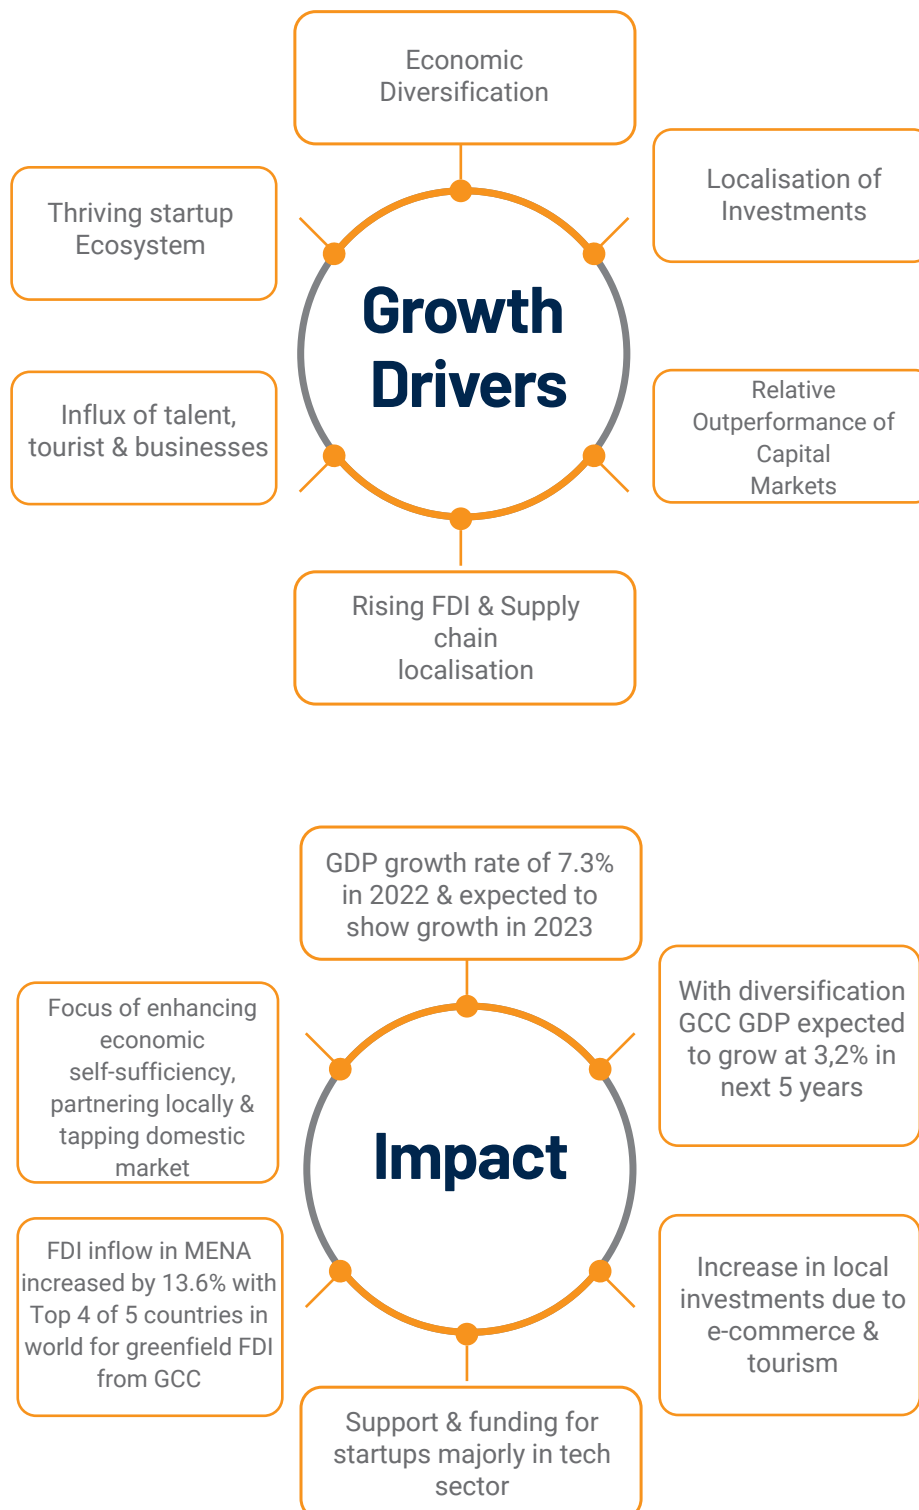 Economic
Diversification
Localisation of
Investments
Thriving startup
Ecosystem
Growth
Drivers
Influx of talent,
tourist & businesses
Relative
Outperformance of
Capital
Markets
Rising FDI & Supply
chain
localisation
GDP growth rate of 7.3%
in 2022 & expected to
show growth in 2023
With diversification
GCC GDP expected
to grow at 3,2% in
next 5 years
Focus of enhancing
economic
self-sufficiency,
partnering locally &
tapping domestic
market
Impact
FDI inflow in MENA
increased by 13.6% with
Top 4 of 5 countries in
world for greenfield FDI
from GCC
Increase in local
investments due to
e-commerce &
tourism
Support & funding for
startups majorly in tech
sector